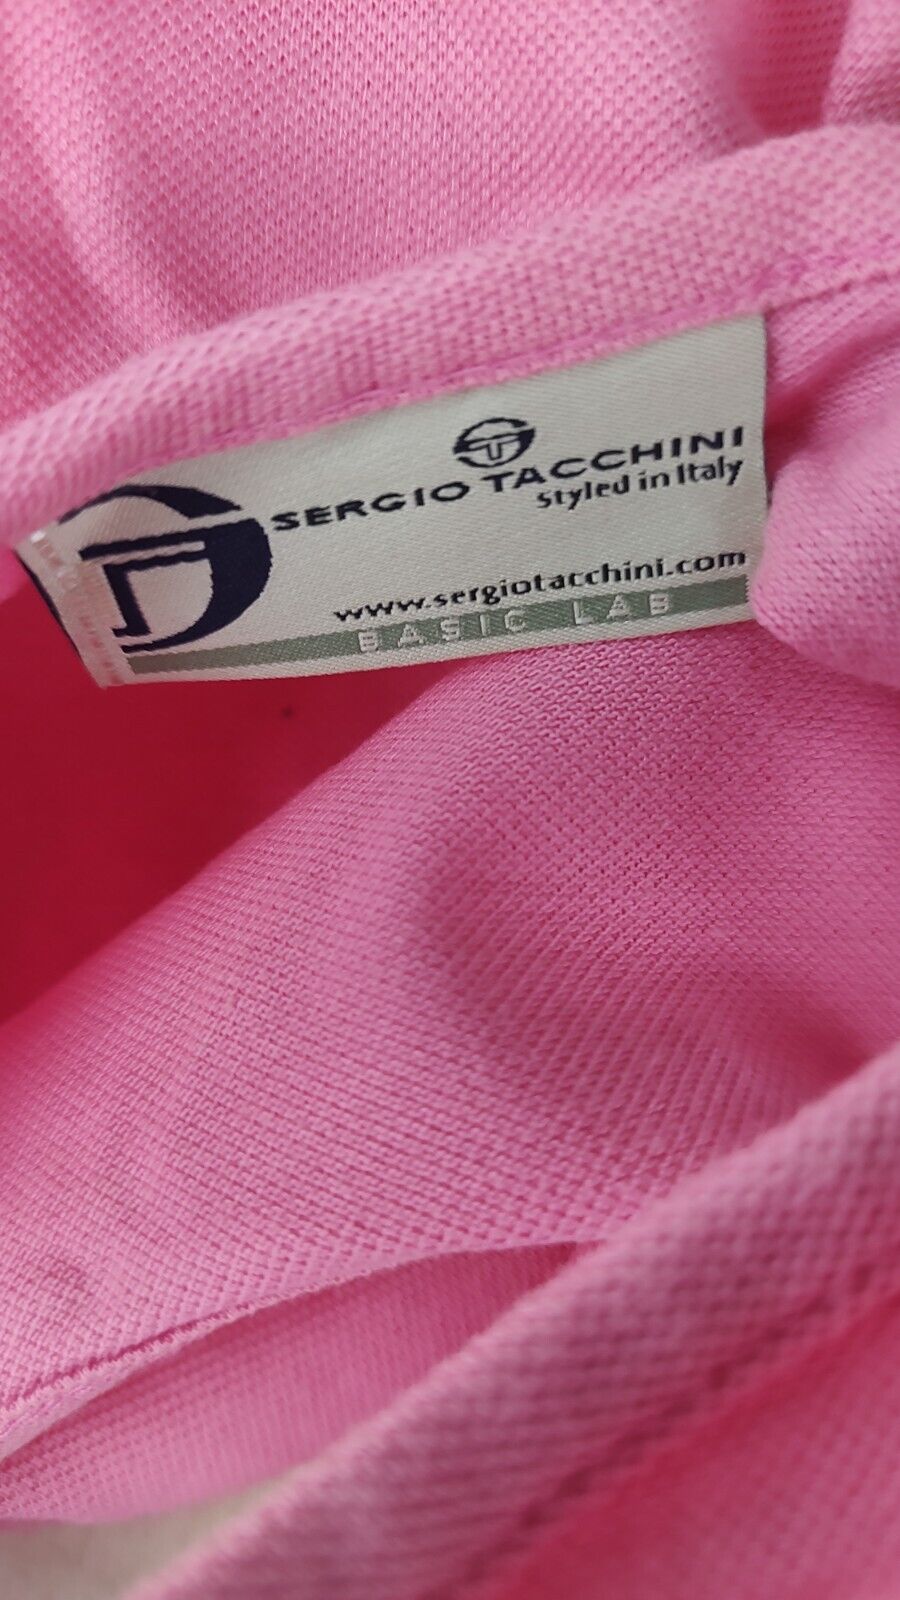 SERGIO TACCHINI
Styled in Italy
www.sergiotacchini.com
BASIC LAB